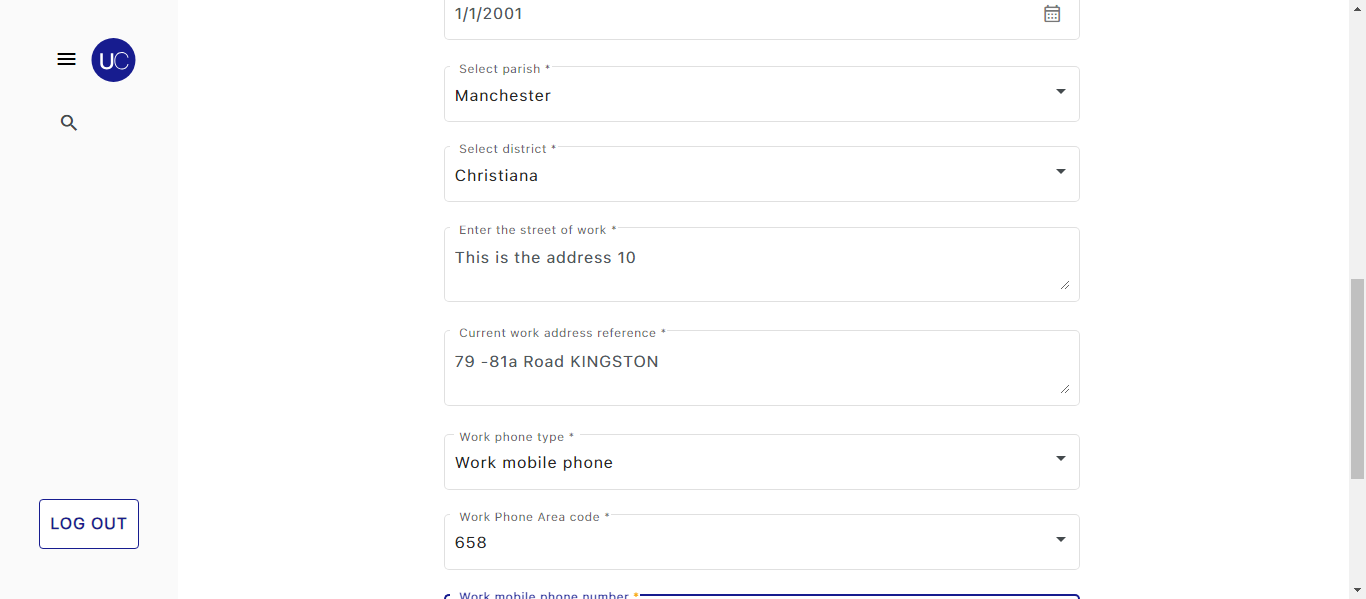 UC
LOG OUT
1/1/2001
Select parish *
Manchester
Select district *
Christiana
Enter the street of work *
This is the address 10
Current work address reference *
79 -81a Road KINGSTON
Work phone type *
Work mobile phone
Work Phone Area code *
658
Work mobile phone number *